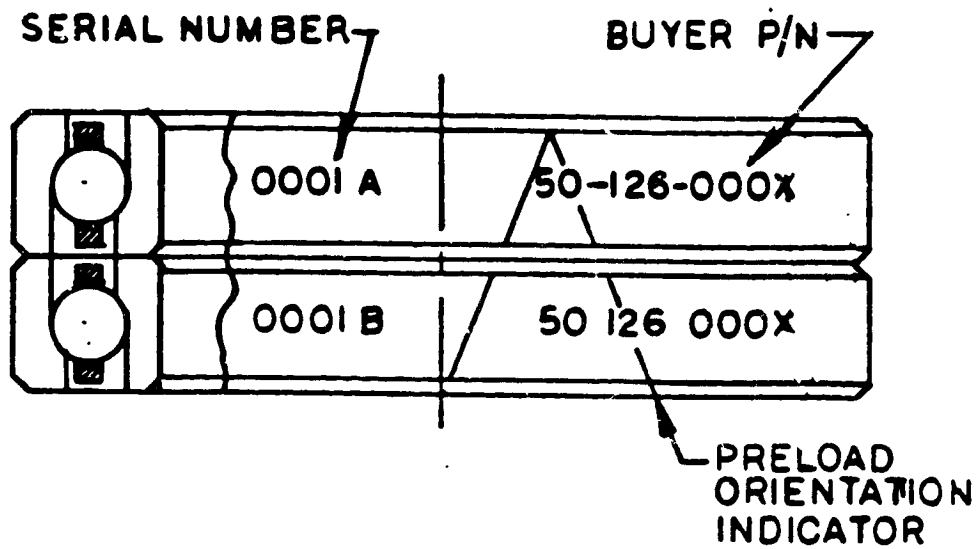 SERIAL NUMBER
BUYER P/N
0001 A
50-126-000X
0001 B
50 126 000X
PRELOAD
ORIENTATION
INDICATOR